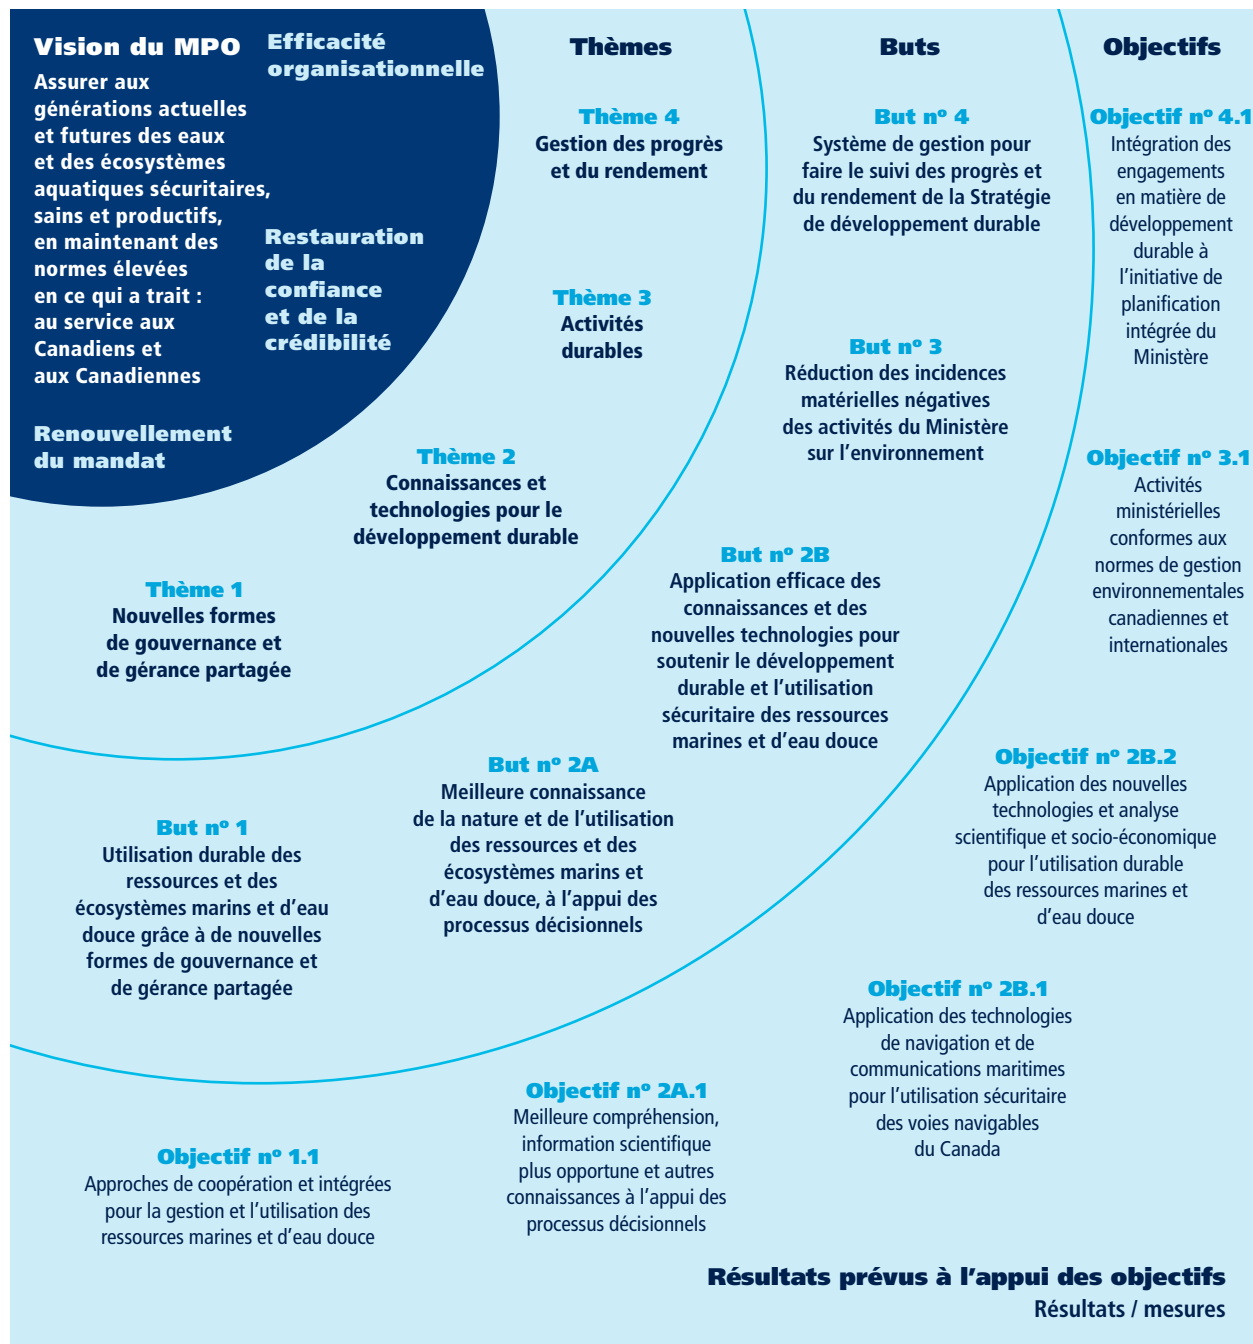 Vision du MPO
Assurer aux
générations actuelles
et futures des eaux
et des écosystèmes
aquatiques sécuritaires,
sains et productifs,
en maintenant des
normes élevées
en ce qui a trait :
au service aux
Canadiens et
aux Canadiennes
Efficacité
organisationnelle
Restauration
de la
confiance
et de la
crédibilité
Renouvellement
du mandat
Thèmes
Thème 4
Gestion des progrès
et du rendement
Thème 3
Activités
durables
Thème 2
Connaissances et
technologies pour le
développement durable
Thème 1
Nouvelles formes
de gouvernance et
de gérance partagée
Buts
But nº 4
Système de gestion pour
faire le suivi des progrès et
du rendement de la Stratégie
de développement durable
But nº 3
Réduction des incidences
matérielles négatives
des activités du Ministère
sur l’environnement
But nº 2B
Application efficace des
connaissances et des
nouvelles technologies pour
soutenir le développement
durable et l’utilisation
sécuritaire des ressources
marines et d’eau douce
But nº 2A
Meilleure connaissance
de la nature et de l’utilisation
des ressources et des
écosystèmes marins et
d’eau douce, à l’appui des
processus décisionnels
But nº 1
Utilisation durable des
ressources et des
écosystèmes marins et d’eau
douce grâce à de nouvelles
formes de gouvernance et
de gérance partagée
Objectifs
Objectif nº 4.1
Intégration des
engagements
en matière de
développement
durable à
l’initiative de
planification
intégrée du
Ministère
Objectif nº 3.1
Activités
ministérielles
conformes aux
normes de gestion
environnementales
canadiennes et
internationales
Objectif nº 2B.2
Application des nouvelles
technologies et analyse
scientifique et socio-économique
pour l’utilisation durable
des ressources marines et
d’eau douce
Objectif nº 2B.1
Application des technologies
de navigation et de
communications maritimes
pour l’utilisation sécuritaire
des voies navigables
du Canada
Objectif nº 2A.1
Meilleure compréhension,
information scientifique
plus opportune et autres
connaissances à l’appui des
processus décisionnels
Objectif nº 1.1
Approches de coopération et intégrées
pour la gestion et l’utilisation des
ressources marines et d’eau douce
Résultats prévus à l’appui des objectifs
Résultats / mesures